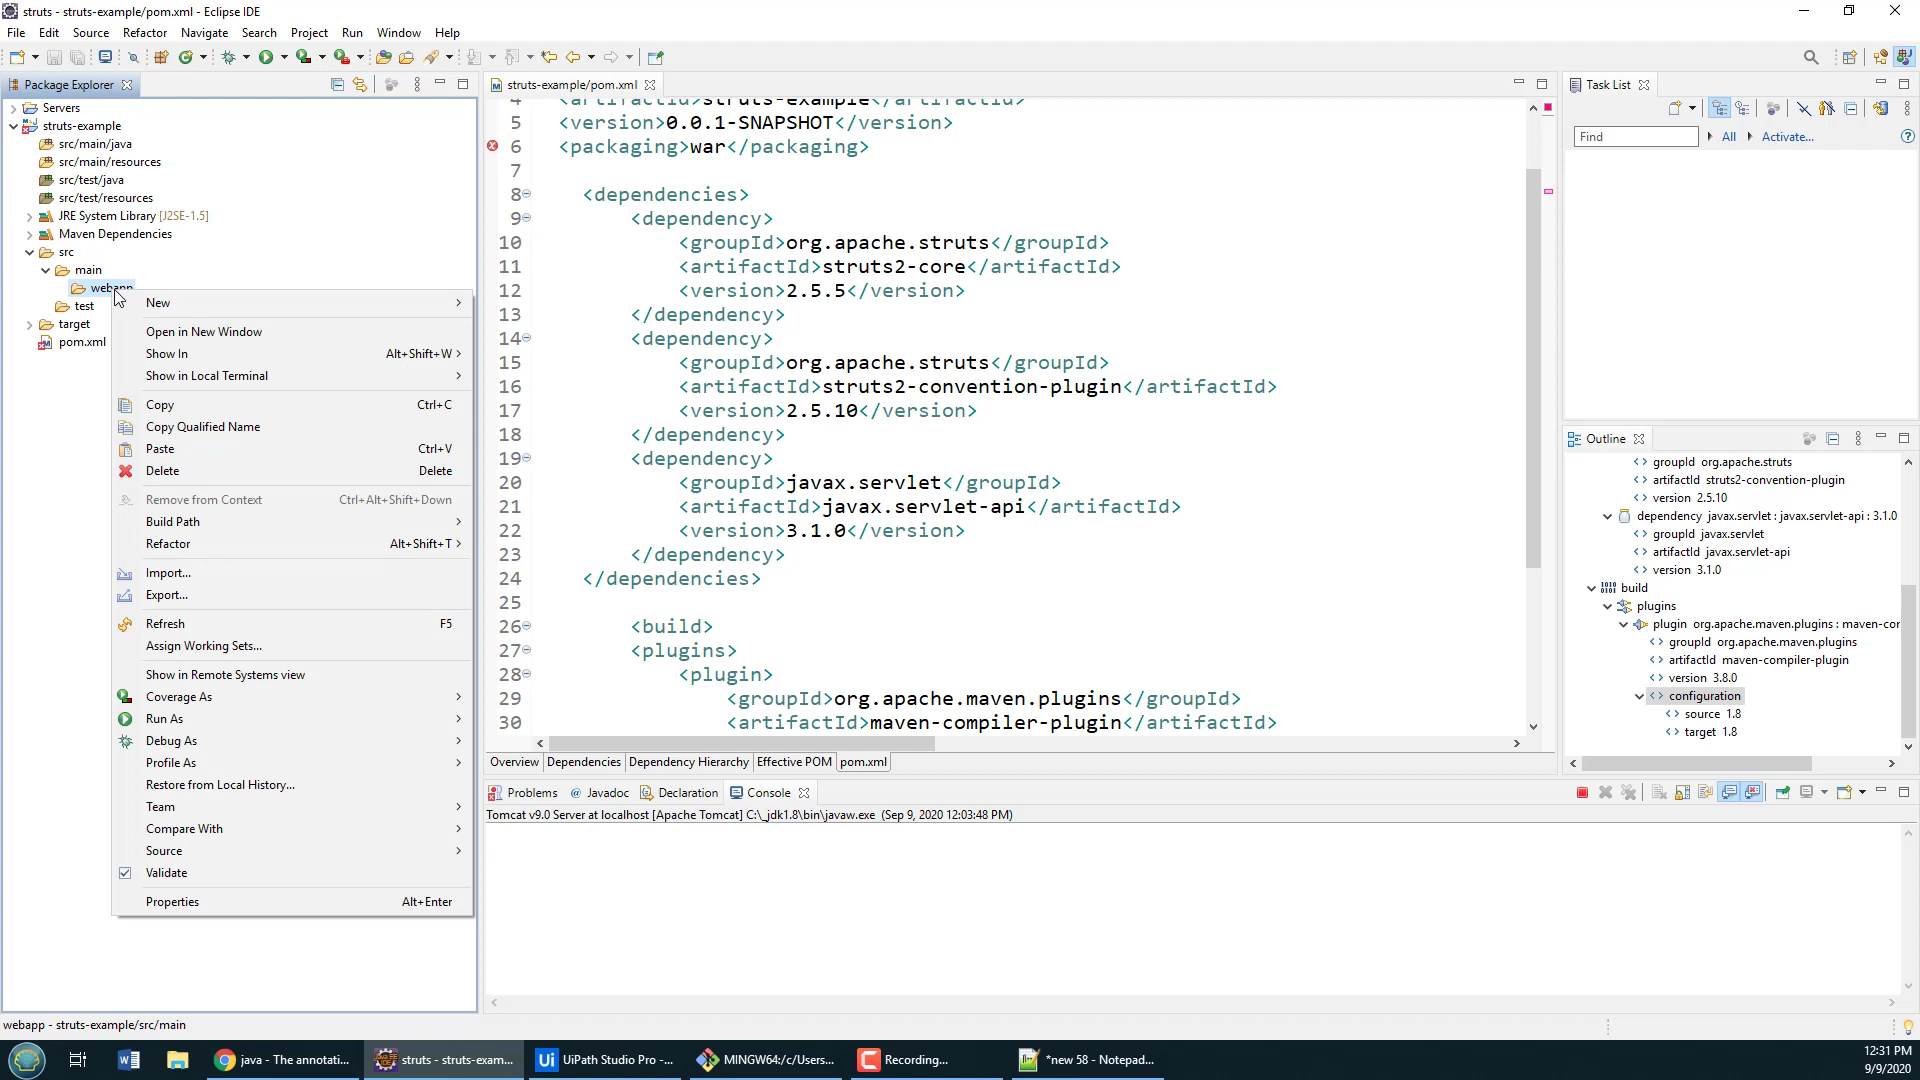 struts - struts-example/pom.xml - Eclipse IDE
File Edit Source Refactor Navigate Search Project Run Window Help
Package Explorer
Servers
struts-example
src/main/java
src/main/resources
src/test/java
src/test/resources
JRE System Library [J2SE-1.5]
Maven Dependencies
src
main
webapp
test
target
pom.xml
New
Open in New Window
Show In Alt+Shift+W
Show in Local Terminal
Copy Ctrl+C
Copy Qualified Name
Paste Ctrl+V
Delete Delete
Remove from Context Ctrl+Alt+Shift+Down
Build Path
Refactor Alt+Shift+T
Import...
Export...
Refresh F5
Assign Working Sets...
Show in Remote Systems view
Coverage As
Run As
Debug As
Profile As
Restore from Local History...
Team
Compare With
Source
Validate
Properties Alt+Enter
struts-example/pom.xml
4 <artifactId>struts-example</artifactId>
5 <version>0.0.1-SNAPSHOT</version>
6 <packaging>war</packaging>
7
8 <dependencies>
9 <dependency>
10 <groupId>org.apache.struts</groupId>
11 <artifactId>struts2-core</artifactId>
12 <version>2.5.5</version>
13 </dependency>
14 <dependency>
15 <groupId>org.apache.struts</groupId>
16 <artifactId>struts2-convention-plugin</artifactId>
17 <version>2.5.10</version>
18 </dependency>
19 <dependency>
20 <groupId>javax.servlet</groupId>
21 <artifactId>javax.servlet-api</artifactId>
22 <version>3.1.0</version>
23 </dependency>
24 </dependencies>
25
26 <build>
27 <plugins>
28 <plugin>
29 <groupId>org.apache.maven.plugins</groupId>
30 <artifactId>maven-compiler-plugin</artifactId>
Overview Dependencies Dependency Hierarchy Effective POM pom.xml
Problems @ Javadoc Declaration Console
Tomcat v9.0 Server at localhost [Apache Tomcat] C:\_jdk1.8\bin\javaw.exe (Sep 9, 2020 12:03:48 PM)
Task List
Find All Activate...
Outline
groupId org.apache.struts
artifactId struts2-convention-plugin
version 2.5.10
dependency javax.servlet : javax.servlet-api : 3.1.0
groupId javax.servlet
artifactId javax.servlet-api
version 3.1.0
build
plugins
plugin org.apache.maven.plugins : maven-cor
groupId org.apache.maven.plugins
artifactId maven-compiler-plugin
version 3.8.0
configuration
source 1.8
target 1.8
webapp - struts-example/src/main
java - The annotati...
struts - struts-exam...
Ui UiPath Studio Pro -...
MINGW64:/c/Users...
Recording...
*new 58 - Notepad...
12:31 PM
9/9/2020